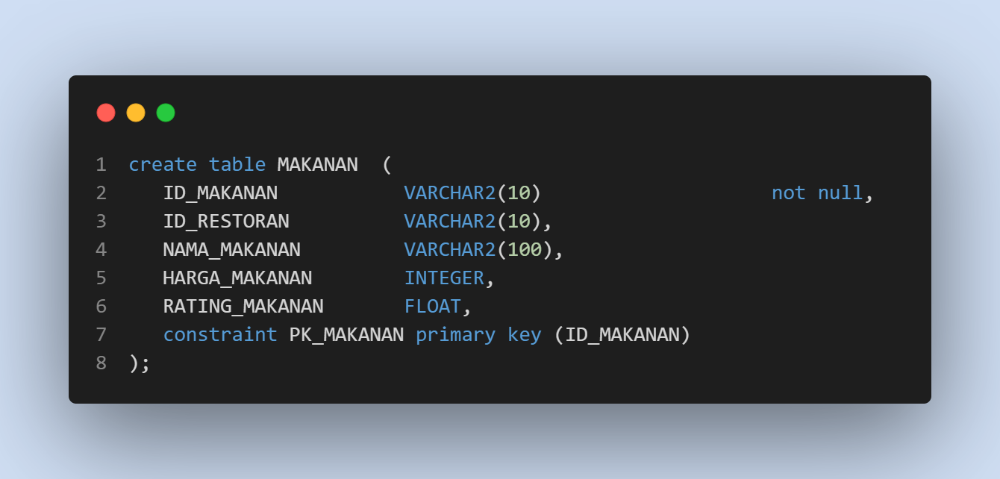 1 create table MAKANAN  (
2    ID_MAKANAN           VARCHAR2(10)                    not null,
3    ID_RESTORAN          VARCHAR2(10),
4    NAMA_MAKANAN         VARCHAR2(100),
5    HARGA_MAKANAN        INTEGER,
6    RATING_MAKANAN       FLOAT,
7    constraint PK_MAKANAN primary key (ID_MAKANAN)
8 );